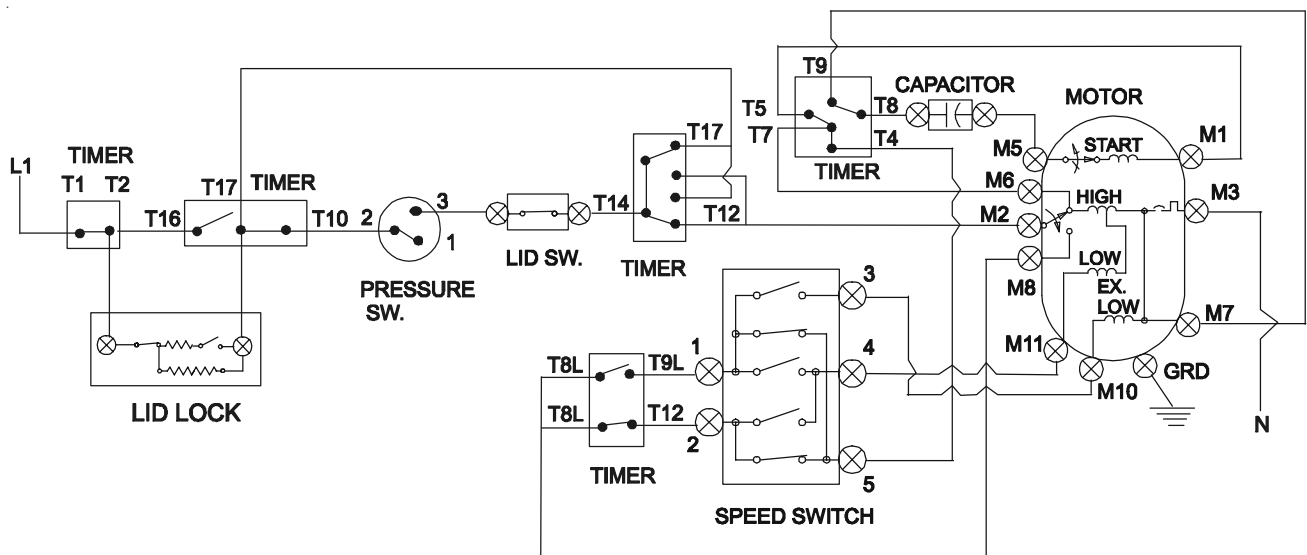 T9
CAPACITOR
T5
T8
MOTOR
T7
T4
TIMER
M5
START
M1
L1
TIMER
T1
T2
T17
TIMER
T16
T10
2
3
1
PRESSURE
SW.
LID SW.
T14
T17
T12
TIMER
M6
M2
HIGH
M3
M8
LOW
EX.
LOW
M7
M11
M10
GRD
N
LID LOCK
T8L
T9L
1
T8L
T12
2
TIMER
3
4
5
SPEED SWITCH